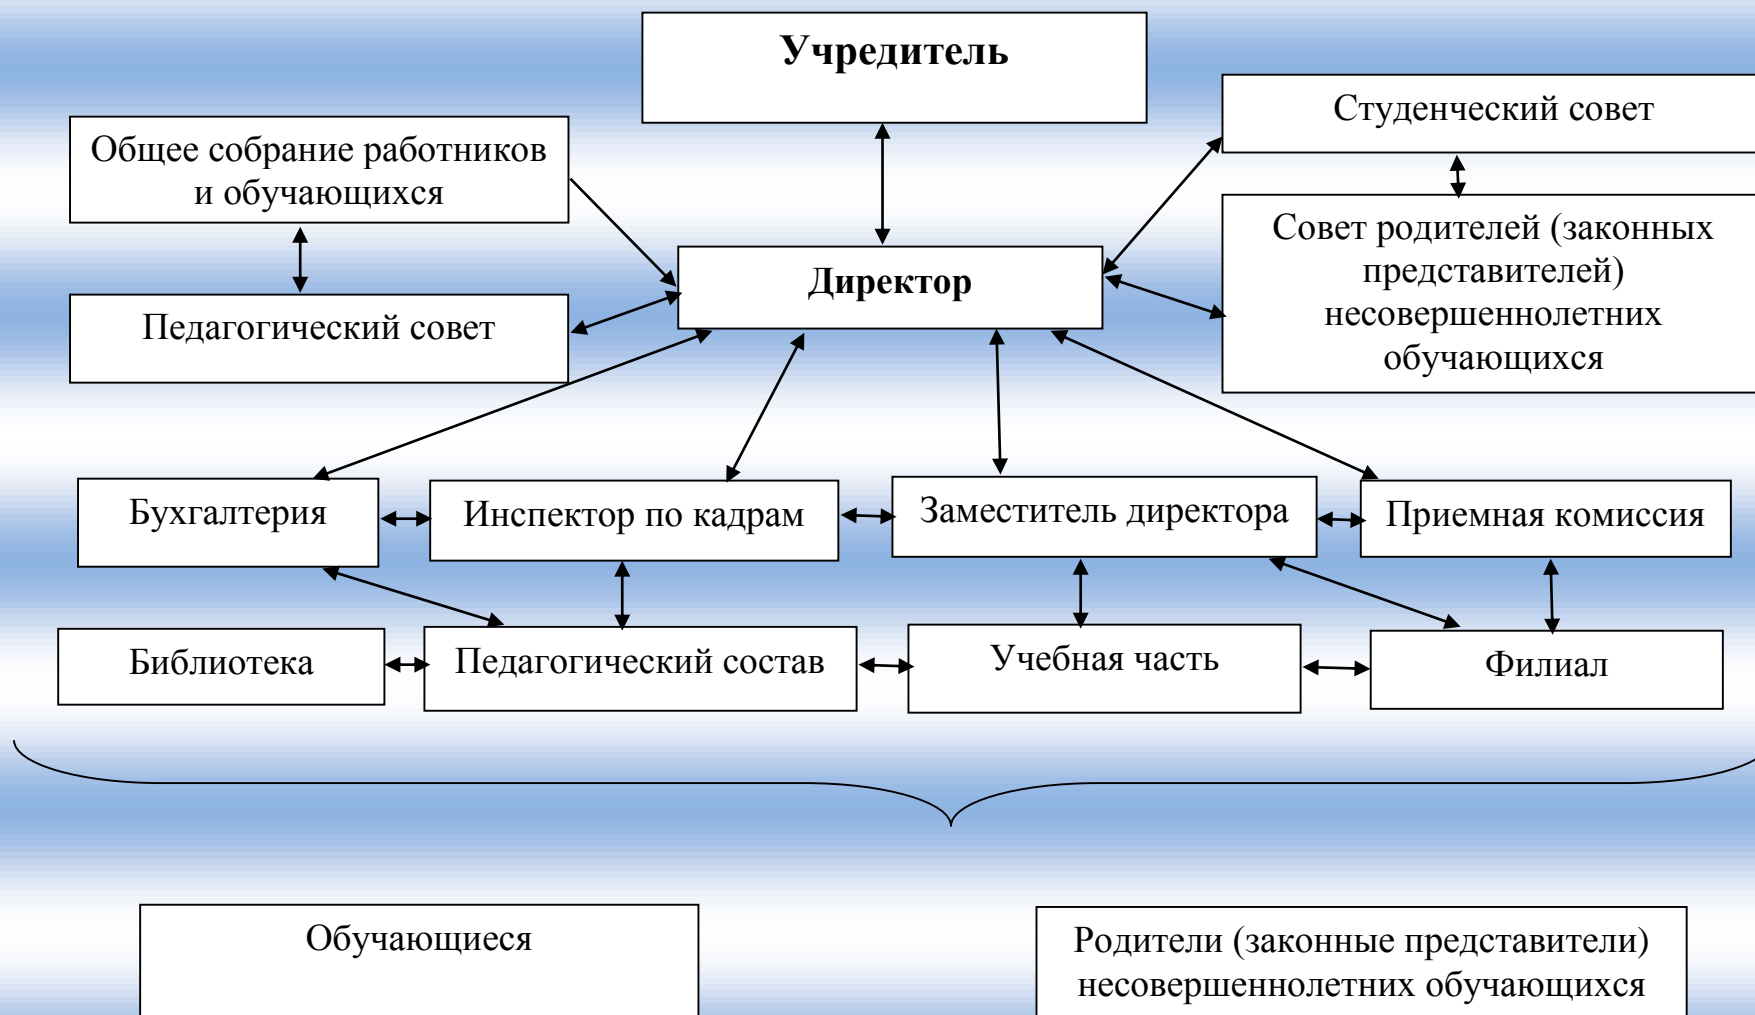 Учредитель
Студенческий совет
Общее собрание работников
и обучающихся
Совет родителей (законных
представителей)
несовершеннолетних
обучающихся
Директор
Педагогический совет
Бухгалтерия
Инспектор по кадрам
Заместитель директора
Приемная комиссия
Библиотека
Педагогический состав
Учебная часть
Филиал
Обучающиеся
Родители (законные представители)
несовершеннолетних обучающихся